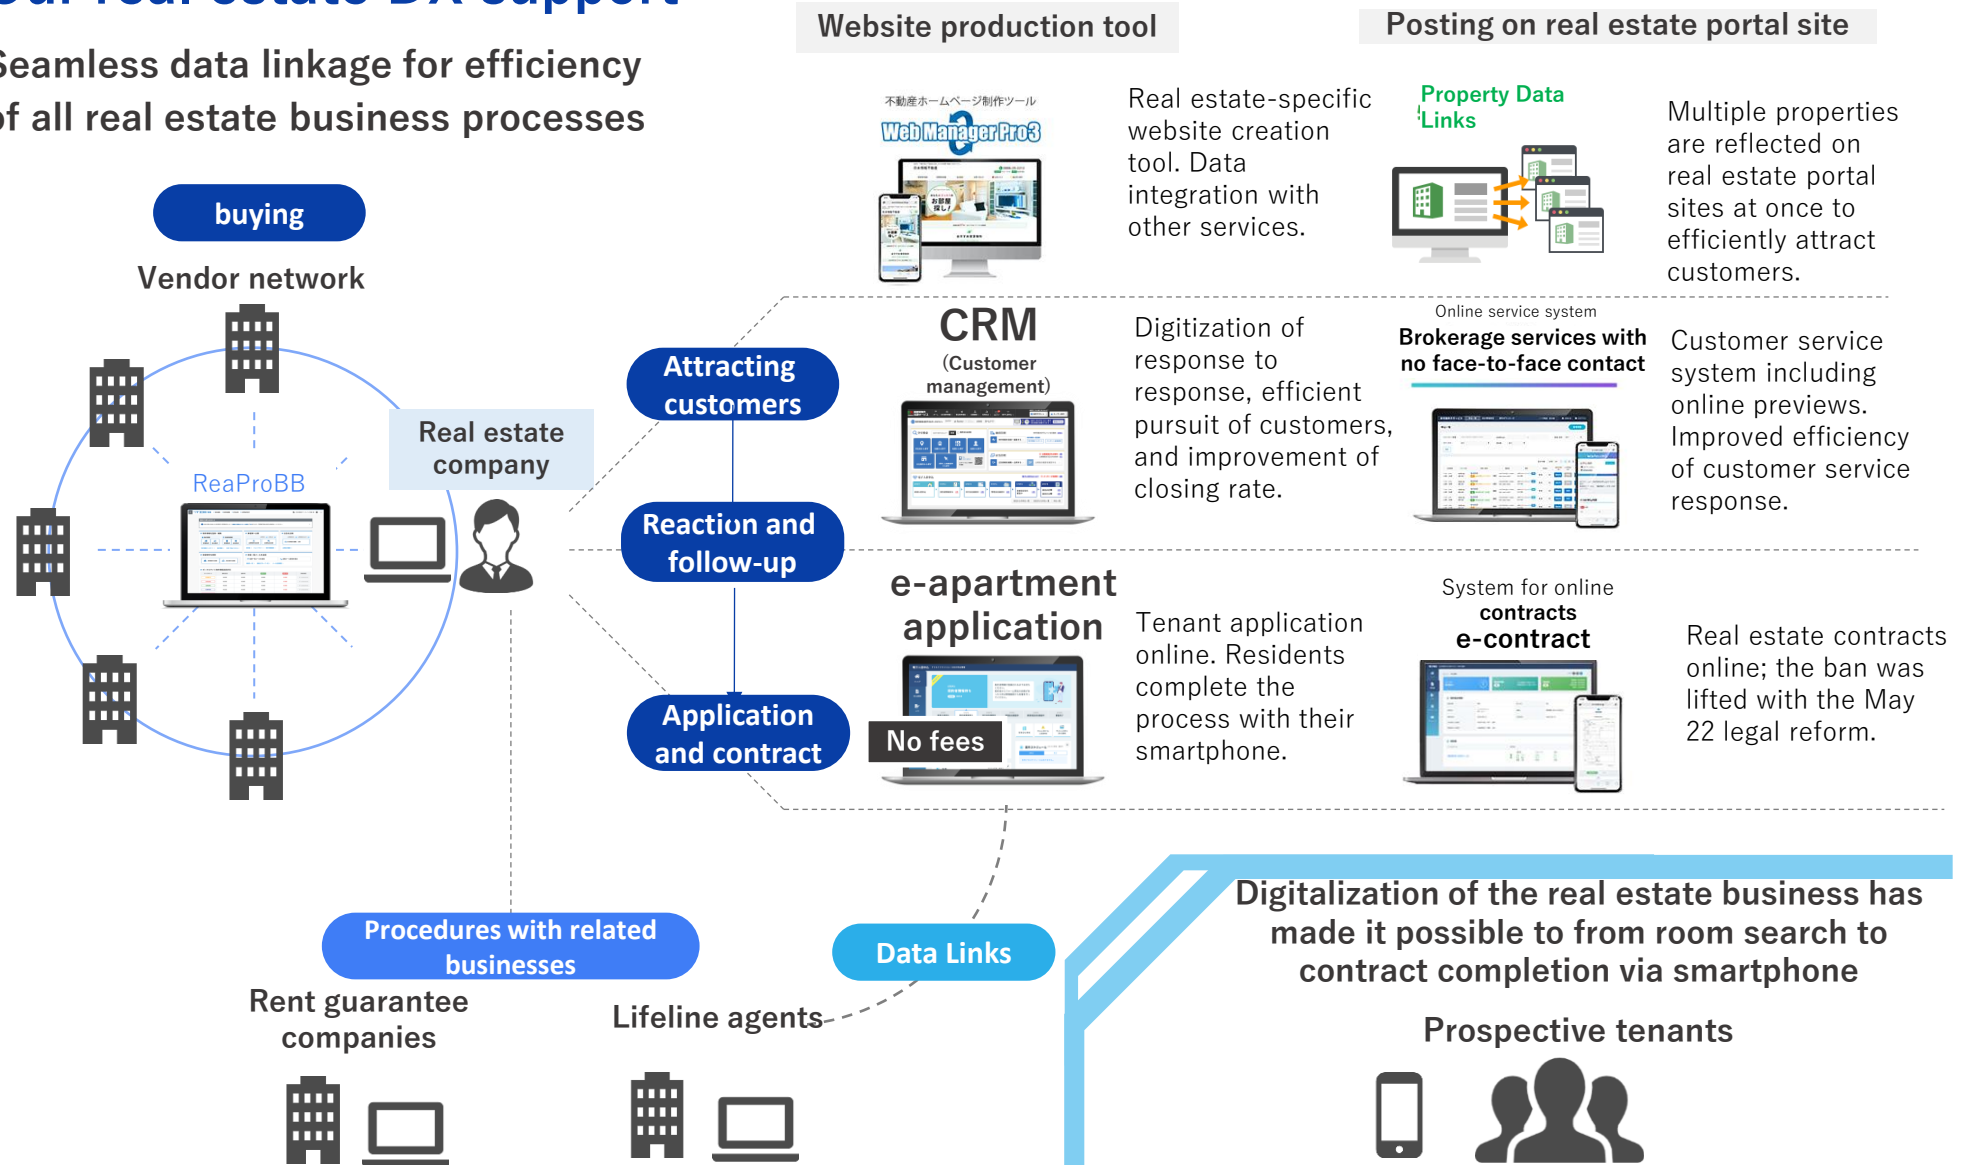 Our real estate DX support
Seamless data linkage for efficiency
of all real estate business processes
buying
Vendor network
ReaProBB
Real estate
company
Attracting
customers
Reaction and
follow-up
Application
and contract
Website production tool
不動産ホームページ制作ツール
Web Manager Pro3
Real estate-specific
website creation
tool. Data
integration with
other services.
Posting on real estate portal site
Property Data
Links
Multiple properties
are reflected on
real estate portal
sites at once to
efficiently attract
customers.
CRM
(Customer
management)
Digitization of
response to
response, efficient
pursuit of customers,
and improvement of
closing rate.
Online service system
Brokerage services with
no face-to-face contact
Customer service
system including
online previews.
Improved efficiency
of customer service
response.
e-apartment
application
No fees
Tenant application
online. Residents
complete the
process with their
smartphone.
System for online
contracts
e-contract
Real estate contracts
online; the ban was
lifted with the May
22 legal reform.
Procedures with related
businesses
Data Links
Rent guarantee
companies
Lifeline agents
Digitalization of the real estate business has
made it possible to from room search to
contract completion via smartphone
Prospective tenants